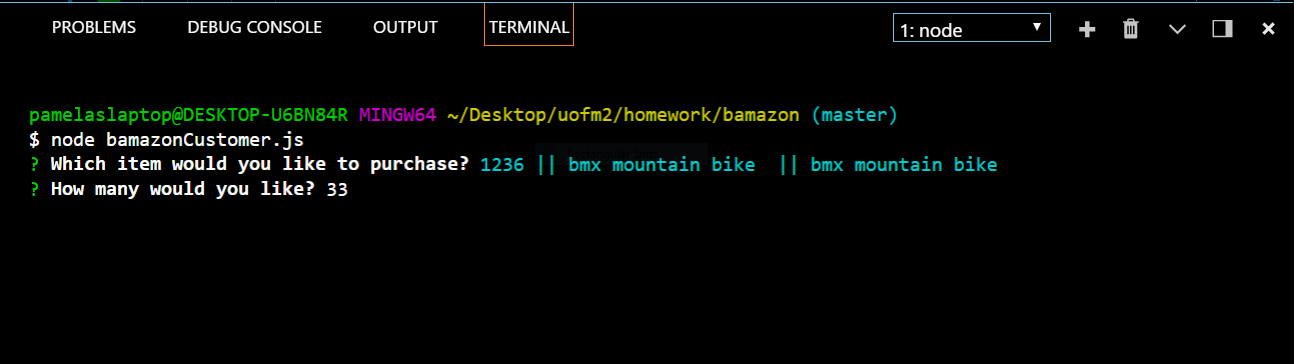 PROBLEMS DEBUG CONSOLE OUTPUT TERMINAL 1: node
pamelaslaptop@DESKTOP-U6BN84R MINGW64 ~/Desktop/uofm2/homework/bamazon (master)
$ node bamazonCustomer.js
? Which item would you like to purchase? 1236 || bmx mountain bike  || bmx mountain bike
? How many would you like? 33